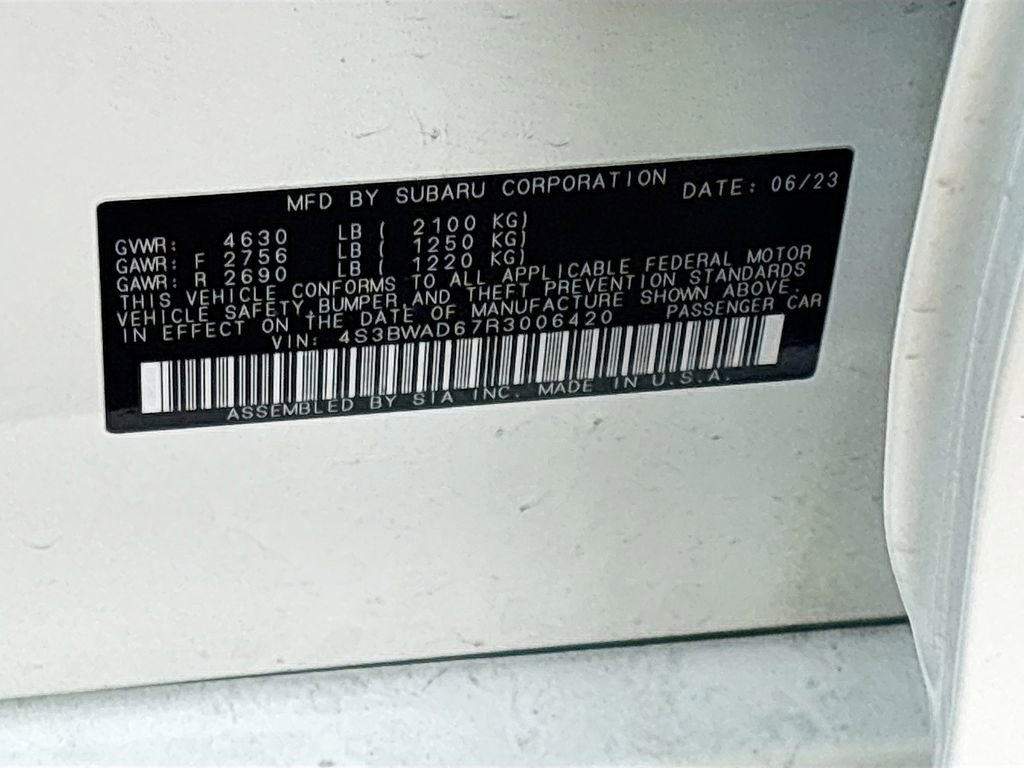 MFD BY SUBARU CORPORATION DATE: 06/23
GVWR: 4630 LB ( 2100 KG)
GAWR: F 2756 LB ( 1250 KG)
GAWR: R 2690 LB ( 1220 KG)
THIS VEHICLE CONFORMS TO ALL APPLICABLE FEDERAL MOTOR
VEHICLE SAFETY,BUMPER,AND THEFT PREVENTION STANDARDS
IN EFFECT ON THE DATE OF MANUFACTURE SHOWN ABOVE.
VIN: 4S3BWAD67R3006420 PASSENGER CAR
ASSEMBLED BY SIA INC. MADE IN U.S.A.